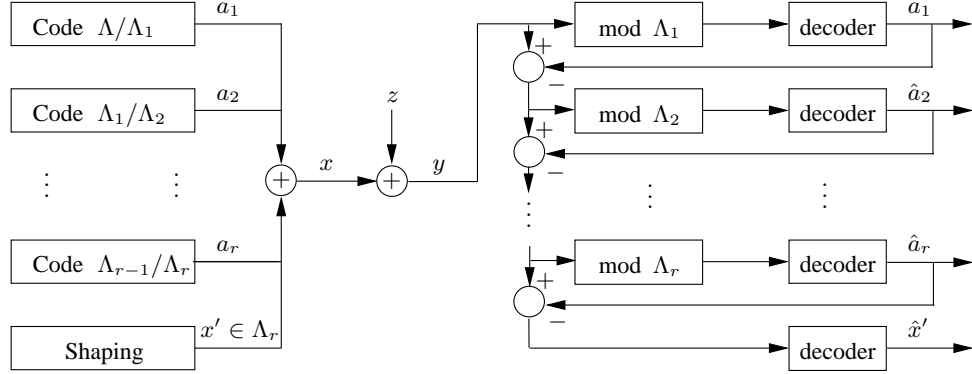 Code Λ/Λ₁ a₁ mod Λ₁ decoder a₁
+
−
Code Λ₁/Λ₂ a₂ z mod Λ₂ decoder â₂
+
−
+ x + y
⋮ ⋮ ⋮ ⋮ ⋮
Code Λᵣ₋₁/Λᵣ aᵣ mod Λᵣ decoder âᵣ
+
−
Shaping x′ ∈ Λᵣ decoder x̂′